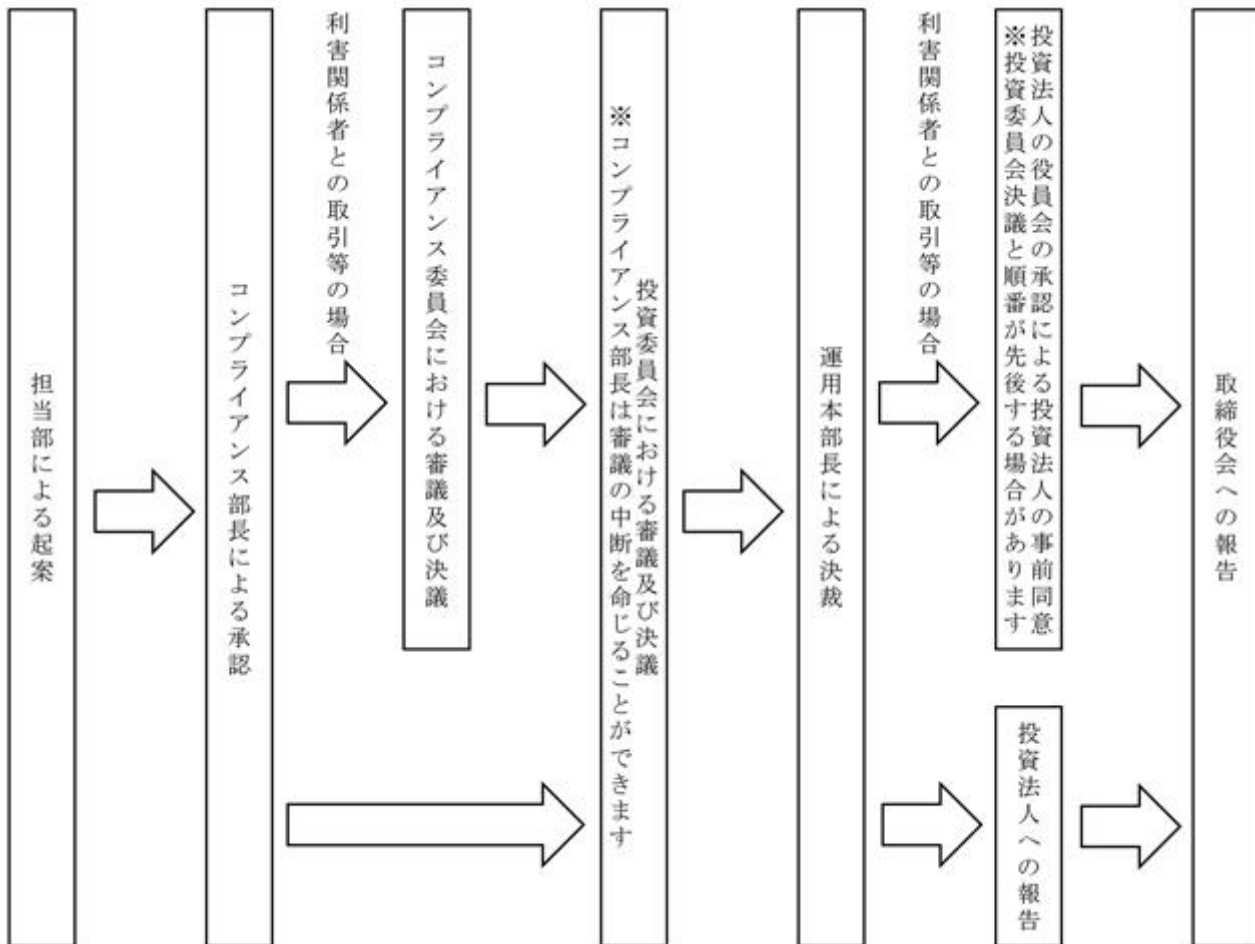 担当部による起案
コンプライアンス部長による承認
利害関係者との取引等の場合
コンプライアンス委員会における審議及び決議
投資委員会における審議及び決議
※コンプライアンス部長は審議の中断を命じることができます
運用本部長による決裁
利害関係者との取引等の場合
投資法人の役員会の承認による投資法人の事前同意
※投資委員会決議と順番が先後する場合があります
投資法人への報告
取締役会への報告